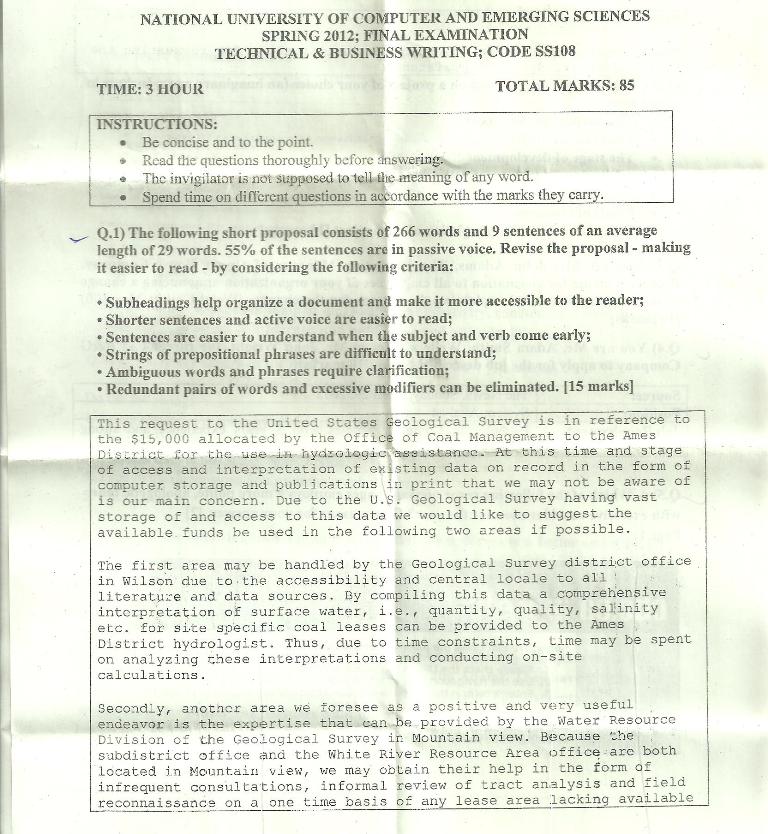 NATIONAL UNIVERSITY OF COMPUTER AND EMERGING SCIENCES
SPRING 2012; FINAL EXAMINATION
TECHNICAL & BUSINESS WRITING; CODE SS108
TIME: 3 HOUR TOTAL MARKS: 85
INSTRUCTIONS:
• Be concise and to the point.
• Read the questions thoroughly before answering.
• The invigilator is not supposed to tell the meaning of any word.
• Spend time on different questions in accordance with the marks they carry.
Q.1) The following short proposal consists of 266 words and 9 sentences of an average
length of 29 words. 55% of the sentences are in passive voice. Revise the proposal - making
it easier to read - by considering the following criteria:
• Subheadings help organize a document and make it more accessible to the reader;
• Shorter sentences and active voice are easier to read;
• Sentences are easier to understand when the subject and verb come early;
• Strings of prepositional phrases are difficult to understand;
• Ambiguous words and phrases require clarification;
• Redundant pairs of words and excessive modifiers can be eliminated. [15 marks]
This request to the United States Geological Survey is in reference to
the $15,000 allocated by the Office of Coal Management to the Ames
District for the use in hydrologic assistance. At this time and stage
of access and interpretation of existing data on record in the form of
computer storage and publications in print that we may not be aware of
is our main concern. Due to the U.S. Geological Survey having vast
storage of and access to this data we would like to suggest the
available funds be used in the following two areas if possible.
The first area may be handled by the Geological Survey district office
in Wilson due to the accessibility and central locale to all
literature and data sources. By compiling this data a comprehensive
interpretation of surface water, i.e., quantity, quality, salinity
etc. for site specific coal leases can be provided to the Ames
District hydrologist. Thus, due to time constraints, time may be spent
on analyzing these interpretations and conducting on-site
calculations.
Secondly, another area we foresee as a positive and very useful
endeavor is the expertise that can be provided by the Water Resource
Division of the Geological Survey in Mountain view. Because the
subdistrict office and the White River Resource Area office are both
located in Mountain view, we may obtain their help in the form of
infrequent consultations, informal review of tract analysis and field
reconnaissance on a one time basis of any lease area lacking available